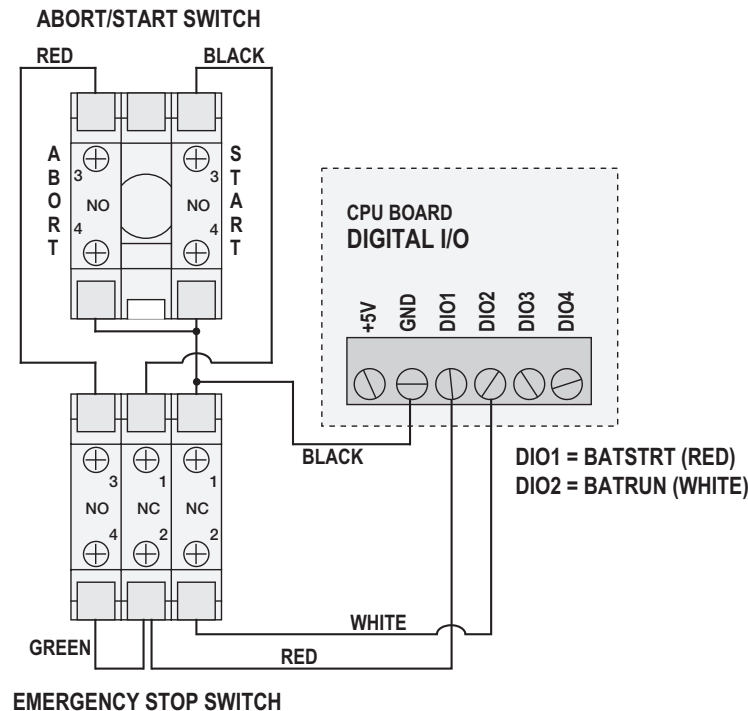 ABORT/START SWITCH
RED
BLACK
ABORT
3
NO
4
START
3
NO
4
CPU BOARD
DIGITAL I/O
+5V
GND
DIO1
DIO2
DIO3
DIO4
BLACK
DIO1 = BATSTRT (RED)
DIO2 = BATRUN (WHITE)
3
NO
4
1
NC
2
1
NC
2
WHITE
GREEN
RED
EMERGENCY STOP SWITCH